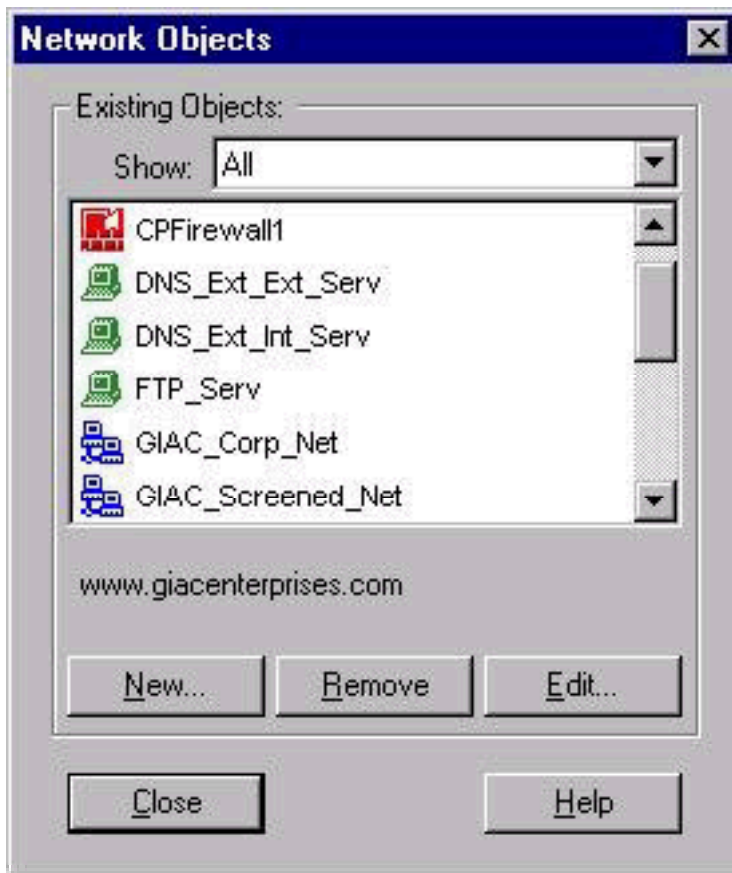 Network Objects
Existing Objects:
Show: All
CPFirewall1
DNS_Ext_Ext_Serv
DNS_Ext_Int_Serv
FTP_Serv
GIAC_Corp_Net
GIAC_Screened_Net
www.giacenterprises.com
New... Remove Edit...
Close Help